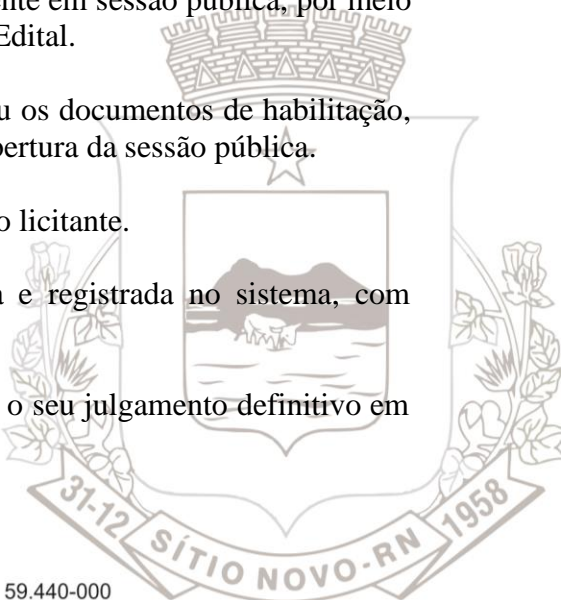 ente em sessão pública, por meio
Edital.
u os documentos de habilitação,
bertura da sessão pública.
o licitante.
a e registrada no sistema, com
o seu julgamento definitivo em
31-12 SÍTIO NOVO-RN 1958
59.440-000